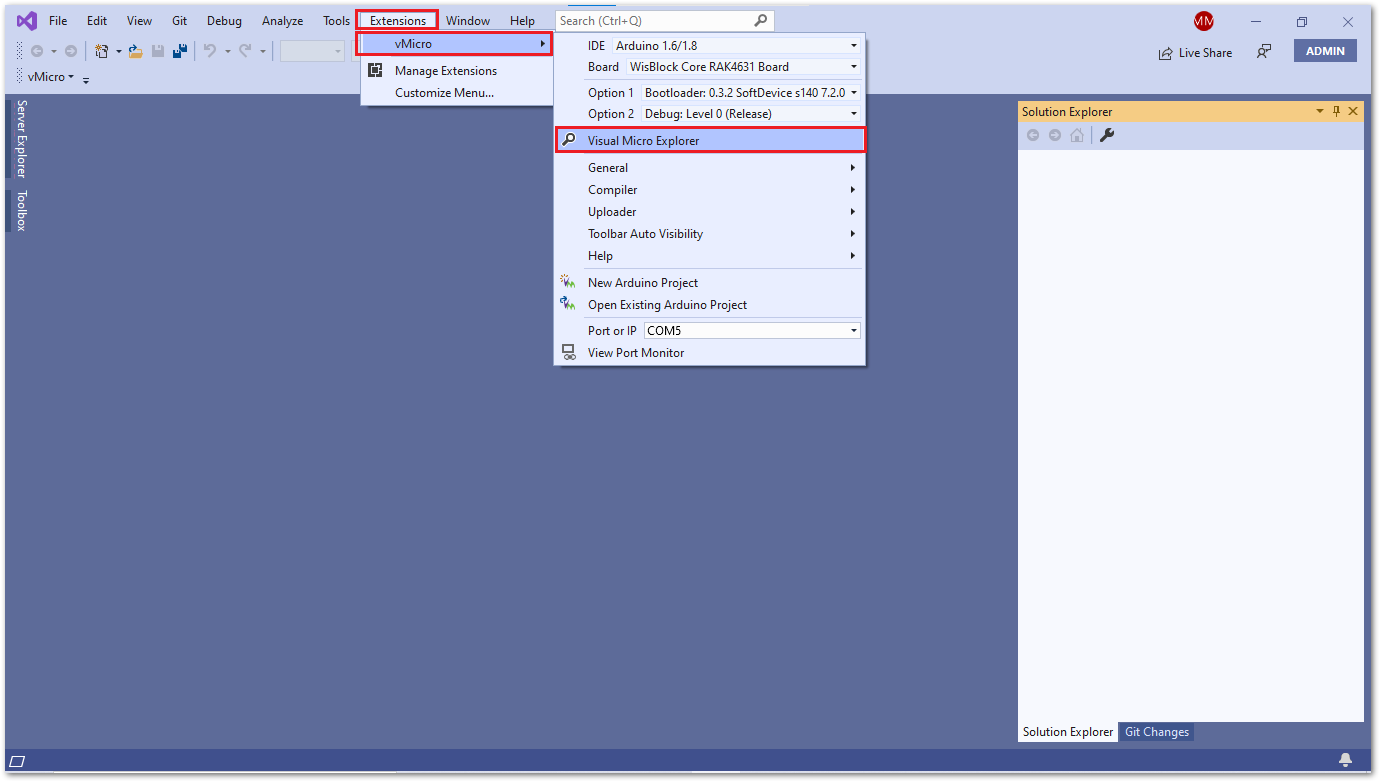 File Edit View Git Debug Analyze Tools Extensions Window Help Search (Ctrl+Q) MM
vMicro
Live Share ADMIN
vMicro
Manage Extensions
Customize Menu...
IDE Arduino 1.6/1.8
Board WisBlock Core RAK4631 Board
Option 1 Bootloader: 0.3.2 SoftDevice s140 7.2.0
Option 2 Debug: Level 0 (Release)
Visual Micro Explorer
General
Compiler
Uploader
Toolbar Auto Visibility
Help
New Arduino Project
Open Existing Arduino Project
Port or IP COM5
View Port Monitor
Server Explorer
Toolbox
Solution Explorer
Solution Explorer Git Changes